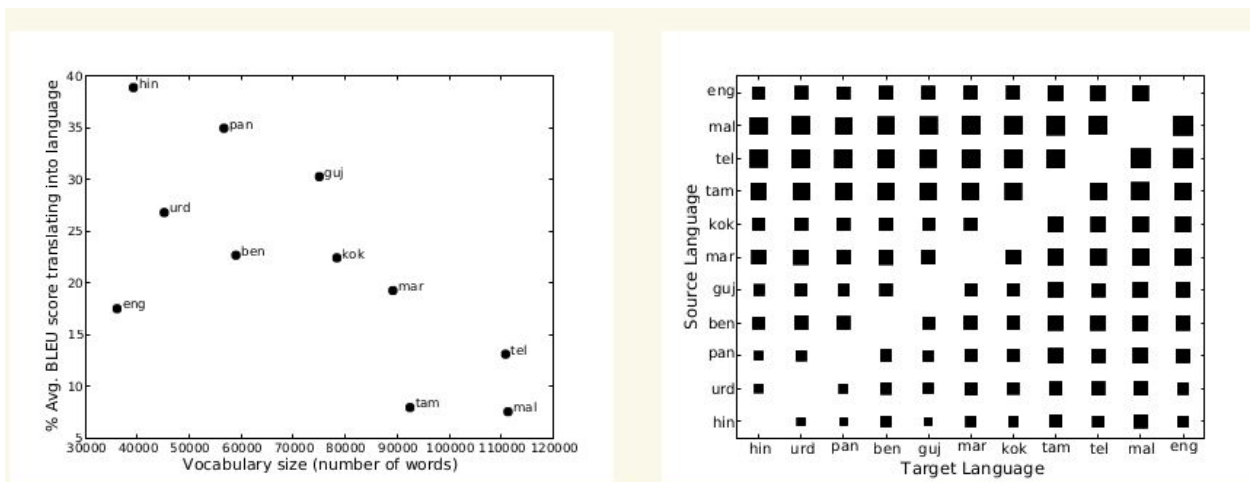 40
35
30
25
20
15
10
5
% Avg. BLEU score translating into language
hin
pan
guj
urd
ben
kok
mar
eng
tel
tam
mal
30000 40000 50000 60000 70000 80000 90000 100000 110000 120000
Vocabulary size (number of words)
Source Language
eng
mal
tel
tam
kok
mar
guj
ben
pan
urd
hin
hin urd pan ben guj mar kok tam tel mal eng
Target Language